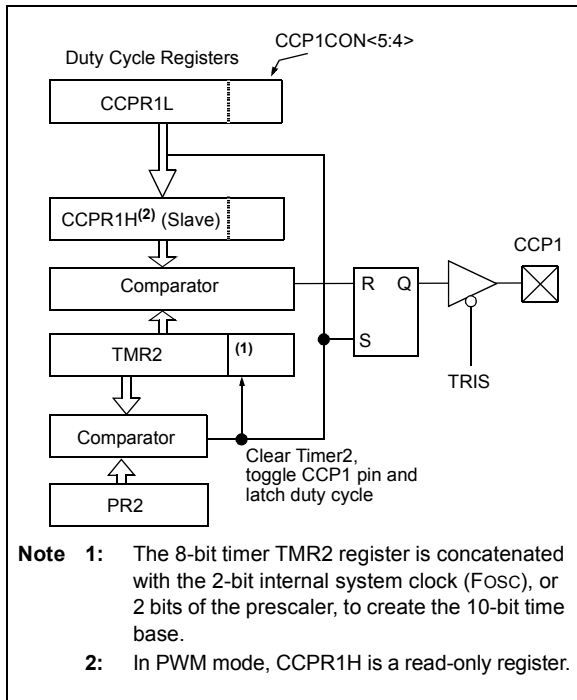 CCP1CON<5:4>
Duty Cycle Registers
CCPR1L
CCPR1H(2) (Slave)
CCP1
Comparator
R Q
TMR2 (1)
S
TRIS
Comparator
Clear Timer2,
toggle CCP1 pin and
latch duty cycle
PR2
Note 1: The 8-bit timer TMR2 register is concatenated
with the 2-bit internal system clock (FOSC), or
2 bits of the prescaler, to create the 10-bit time
base.
2: In PWM mode, CCPR1H is a read-only register.